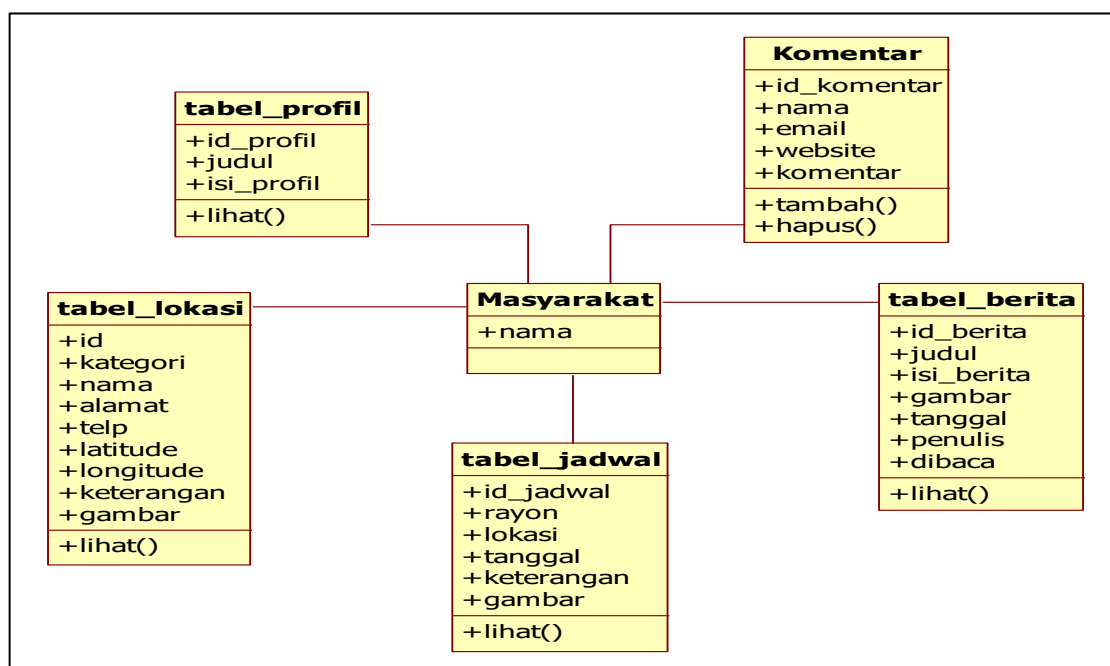 tabel_profil
+id_profil
+judul
+isi_profil
+lihat()
Komentar
+id_komentar
+nama
+email
+website
+komentar
+tambah()
+hapus()
tabel_lokasi
+id
+kategori
+nama
+alamat
+telp
+latitude
+longitude
+keterangan
+gambar
+lihat()
Masyarakat
+nama
tabel_berita
+id_berita
+judul
+isi_berita
+gambar
+tanggal
+penulis
+dibaca
+lihat()
tabel_jadwal
+id_jadwal
+rayon
+lokasi
+tanggal
+keterangan
+gambar
+lihat()